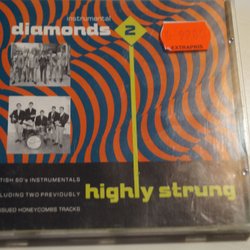 instrumental
diamonds 2
EXTRAPRIS
TISH 60's INSTRUMENTALS
LUDING TWO PREVIOUSLY
highly strung
SSUED HONEYCOMBS TRACKS